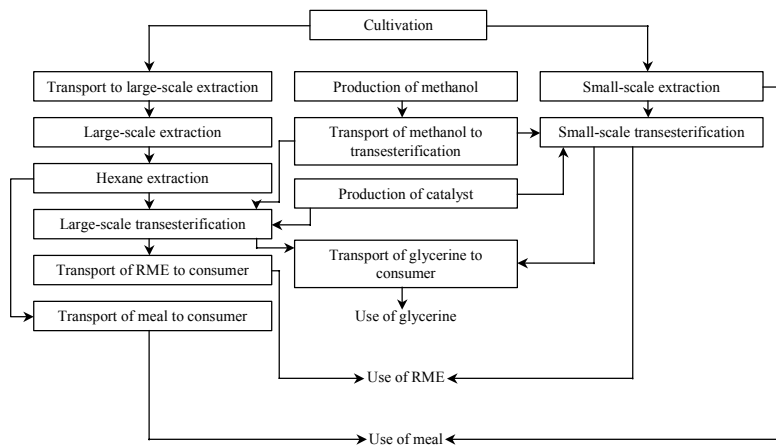 Cultivation
Transport to large-scale extraction
Production of methanol
Small-scale extraction
Large-scale extraction
Transport of methanol to
transesterification
Small-scale transesterification
Hexane extraction
Production of catalyst
Large-scale transesterification
Transport of glycerine to
consumer
Transport of RME to consumer
Transport of meal to consumer
Use of glycerine
Use of RME
Use of meal